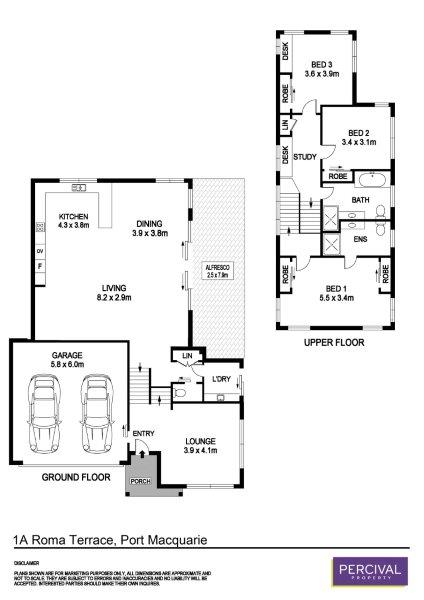 DESK
BED 3
3.6 x 3.9m
ROBE
LIN
BED 2
3.4 x 3.1m
DESK
STUDY
ROBE
BATH
ENS
ROBE
BED 1
5.5 x 3.4m
ROBE
UPPER FLOOR
KITCHEN
4.3 x 3.8m
DINING
3.9 x 3.8m
OV
F
ALFRESCO
2.5 x 7.9m
LIVING
8.2 x 2.9m
GARAGE
5.8 x 6.0m
LIN
L'DRY
ENTRY
LOUNGE
3.9 x 4.1m
PORCH
GROUND FLOOR
1A Roma Terrace, Port Macquarie
DISCLAIMER
PLANS SHOWN ARE FOR MARKETING PURPOSES ONLY, ALL DIMENSIONS ARE APPROXIMATE AND
NOT TO SCALE. THEY ARE SUBJECT TO ERRORS AND INACCURACIES AND NO LIABILITY WILL BE
ACCEPTED. INTERESTED PARTIES SHOULD MAKE THEIR OWN INQUIRIES.
PERCIVAL
PROPERTY